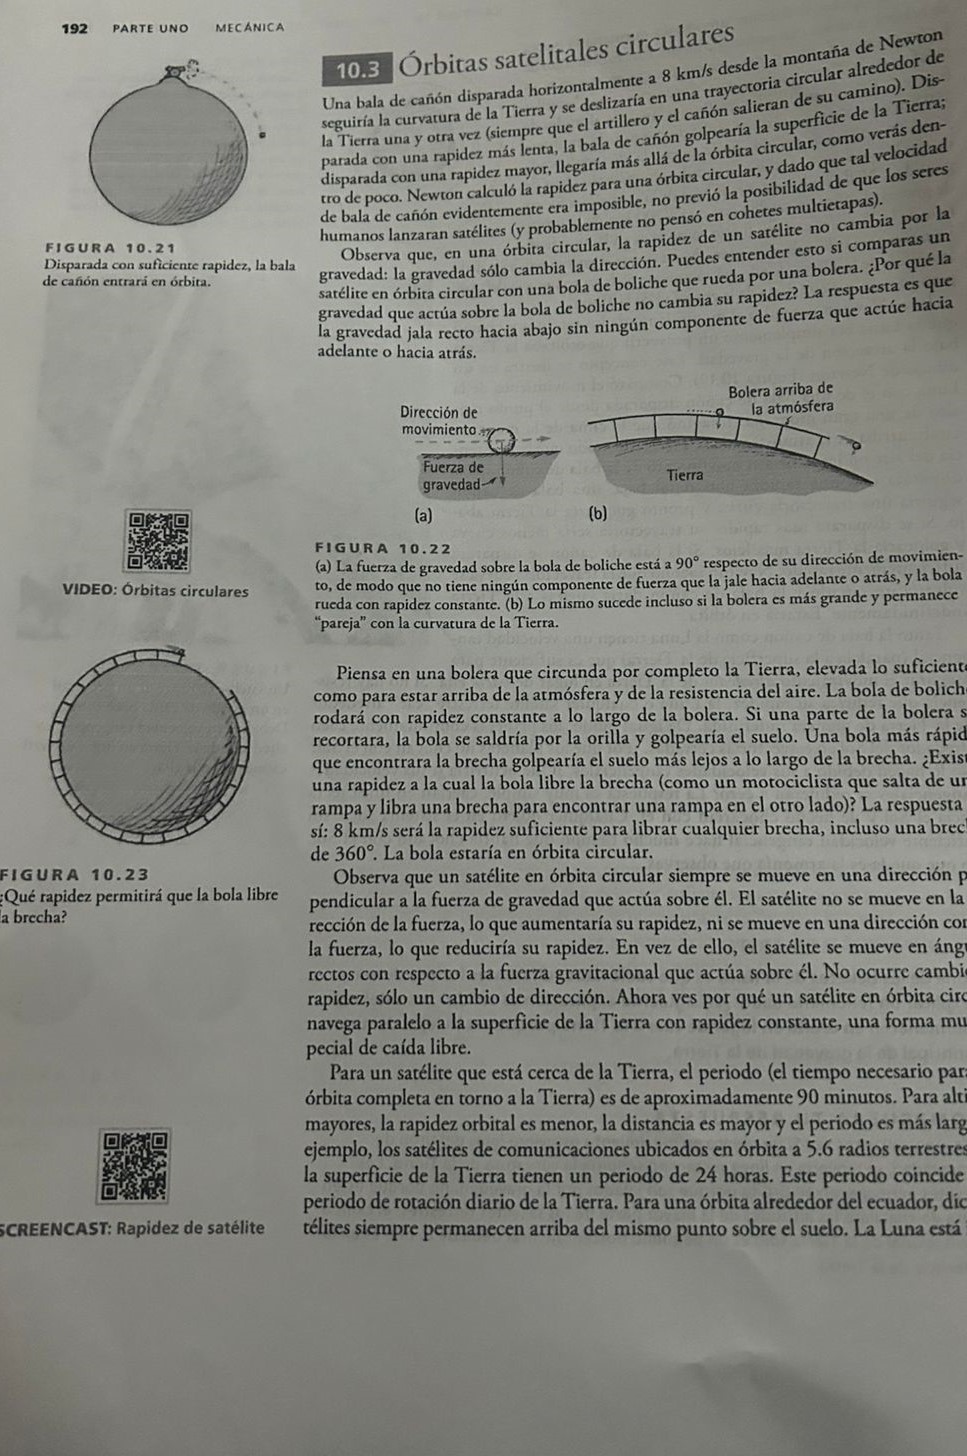 192 PARTE UNO MECÁNICA
10.3 Órbitas satelitales circulares
Una bala de cañón disparada horizontalmente a 8 km/s desde la montaña de Newton
seguiría la curvatura de la Tierra y se deslizaría en una trayectoria circular alrededor de
la Tierra una y otra vez (siempre que el artillero y el cañón salieran de su camino). Dis-
parada con una rapidez más lenta, la bala de cañón golpearía la superficie de la Tierra;
disparada con una rapidez mayor, llegaría más allá de la órbita circular, como verás den-
tro de poco. Newton calculó la rapidez para una órbita circular, y dado que tal velocidad
de bala de cañón evidentemente era imposible, no previó la posibilidad de que los seres
humanos lanzaran satélites (y probablemente no pensó en cohetes multietapas).
Observa que, en una órbita circular, la rapidez de un satélite no cambia por la
gravedad: la gravedad sólo cambia la dirección. Puedes entender esto si comparas un
satélite en órbita circular con una bola de boliche que rueda por una bolera. ¿Por qué la
gravedad que actúa sobre la bola de boliche no cambia su rapidez? La respuesta es que
la gravedad jala recto hacia abajo sin ningún componente de fuerza que actúe hacia
adelante o hacia atrás.
FIGURA 10.21
Disparada con suficiente rapidez, la bala
de cañón entrará en órbita.
Dirección de
movimiento
Fuerza de
gravedad
(a)
Bolera arriba de
la atmósfera
Tierra
(b)
FIGURA 10.22
(a) La fuerza de gravedad sobre la bola de boliche está a 90° respecto de su dirección de movimien-
to, de modo que no tiene ningún componente de fuerza que la jale hacia adelante o atrás, y la bola
rueda con rapidez constante. (b) Lo mismo sucede incluso si la bolera es más grande y permanece
"pareja" con la curvatura de la Tierra.
VIDEO: Órbitas circulares
FIGURA 10.23
¿Qué rapidez permitirá que la bola libre
la brecha?
Piensa en una bolera que circunda por completo la Tierra, elevada lo suficient
como para estar arriba de la atmósfera y de la resistencia del aire. La bola de bolich
rodará con rapidez constante a lo largo de la bolera. Si una parte de la bolera s
recortara, la bola se saldría por la orilla y golpearía el suelo. Una bola más rápid
que encontrara la brecha golpearía el suelo más lejos a lo largo de la brecha. ¿Exist
una rapidez a la cual la bola libre la brecha (como un motociclista que salta de un
rampa y libra una brecha para encontrar una rampa en el otro lado)? La respuesta
sí: 8 km/s será la rapidez suficiente para librar cualquier brecha, incluso una brec
de 360°. La bola estaría en órbita circular.
Observa que un satélite en órbita circular siempre se mueve en una dirección p
pendicular a la fuerza de gravedad que actúa sobre él. El satélite no se mueve en la
rección de la fuerza, lo que aumentaría su rapidez, ni se mueve en una dirección con
la fuerza, lo que reduciría su rapidez. En vez de ello, el satélite se mueve en ángu
rectos con respecto a la fuerza gravitacional que actúa sobre él. No ocurre cambi
rapidez, sólo un cambio de dirección. Ahora ves por qué un satélite en órbita circ
navega paralelo a la superficie de la Tierra con rapidez constante, una forma mu
pecial de caída libre.
Para un satélite que está cerca de la Tierra, el periodo (el tiempo necesario par
órbita completa en torno a la Tierra) es de aproximadamente 90 minutos. Para alti
mayores, la rapidez orbital es menor, la distancia es mayor y el periodo es más larg
ejemplo, los satélites de comunicaciones ubicados en órbita a 5.6 radios terrestres
la superficie de la Tierra tienen un periodo de 24 horas. Este periodo coincide
periodo de rotación diario de la Tierra. Para una órbita alrededor del ecuador, dic
télites siempre permanecen arriba del mismo punto sobre el suelo. La Luna está
SCREENCAST: Rapidez de satélite